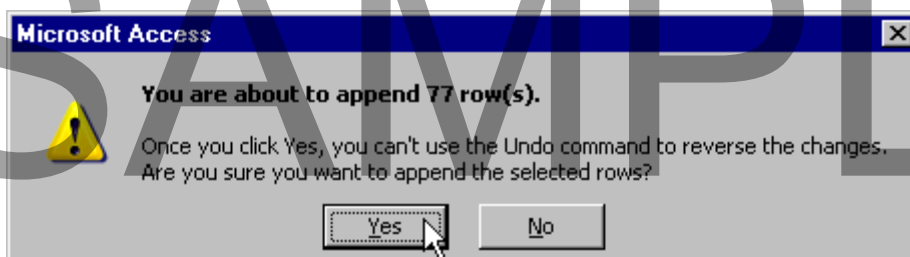 SAMPL
Microsoft Access
You are about to append 77 row(s).
Once you click Yes, you can't use the Undo command to reverse the changes.
Are you sure you want to append the selected rows?
Yes No